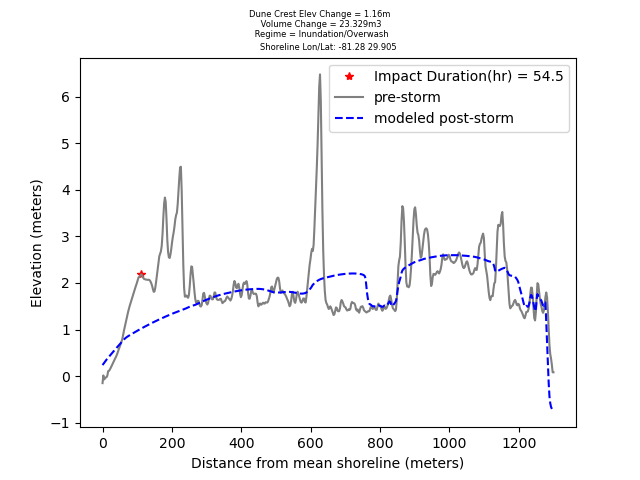 Dune Crest Elev Change = 1.16m
Volume Change = 23.329m3
Regime = Inundation/Overwash
Shoreline Lon/Lat: -81.28 29.905
Impact Duration(hr) = 54.5
pre-storm
modeled post-storm
Elevation (meters)
6
5
4
3
2
1
0
−1
0
200
400
600
800
1000
1200
Distance from mean shoreline (meters)